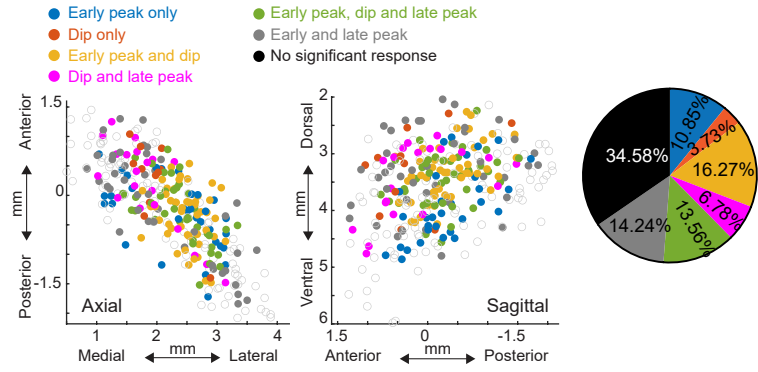 Early peak only
Dip only
Early peak and dip
Dip and late peak
Early peak, dip and late peak
Early and late peak
No significant response
Anterior
mm
Posterior
1.5
0
-1.5
Axial
1 2 3 4
Medial mm Lateral
Dorsal
mm
Ventral
2
3
4
5
6
Sagittal
1.5 0 -1.5
Anterior mm Posterior
10.85%
3.73%
16.27%
6.78%
13.56%
14.24%
34.58%